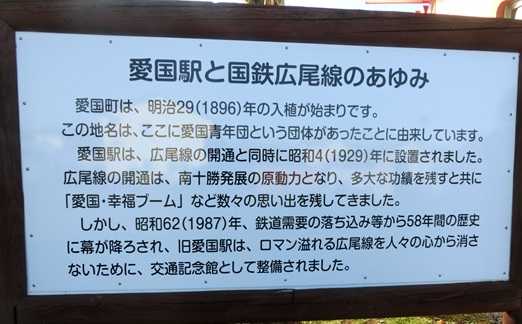 愛国駅と国鉄広尾線のあゆみ
愛国町は、明治29(1896)年の入植が始まりです。
この地名は、ここに愛国青年団という団体があったことに由来しています。
愛国駅は、広尾線の開通と同時に昭和4(1929)年に設置されました。
広尾線の開通は、南十勝発展の原動力となり、多大な功績を残すと共に
「愛国・幸福ブーム」など数々の思い出を残してきました。
しかし、昭和62(1987)年、鉄道需要の落ち込み等から58年間の歴史
に幕が降ろされ、旧愛国駅は、ロマン溢れる広尾線を人々の心から消さ
ないために、交通記念館として整備されました。